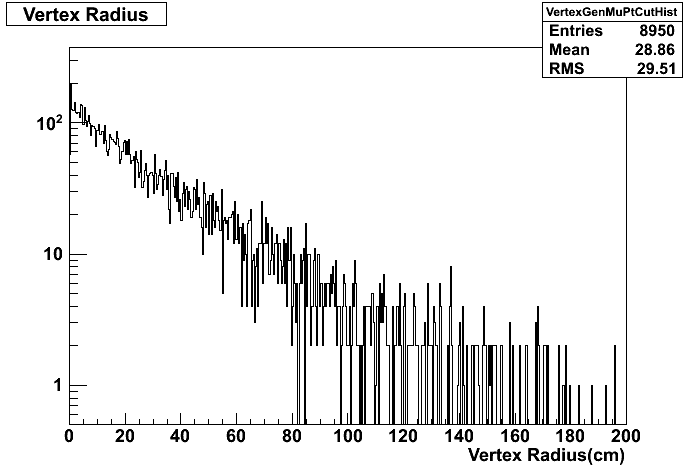 Vertex Radius
VertexGenMuPtCutHist
Entries 8950
Mean 28.86
RMS 29.51
10²
10
1
0 20 40 60 80 100 120 140 160 180 200
Vertex Radius(cm)